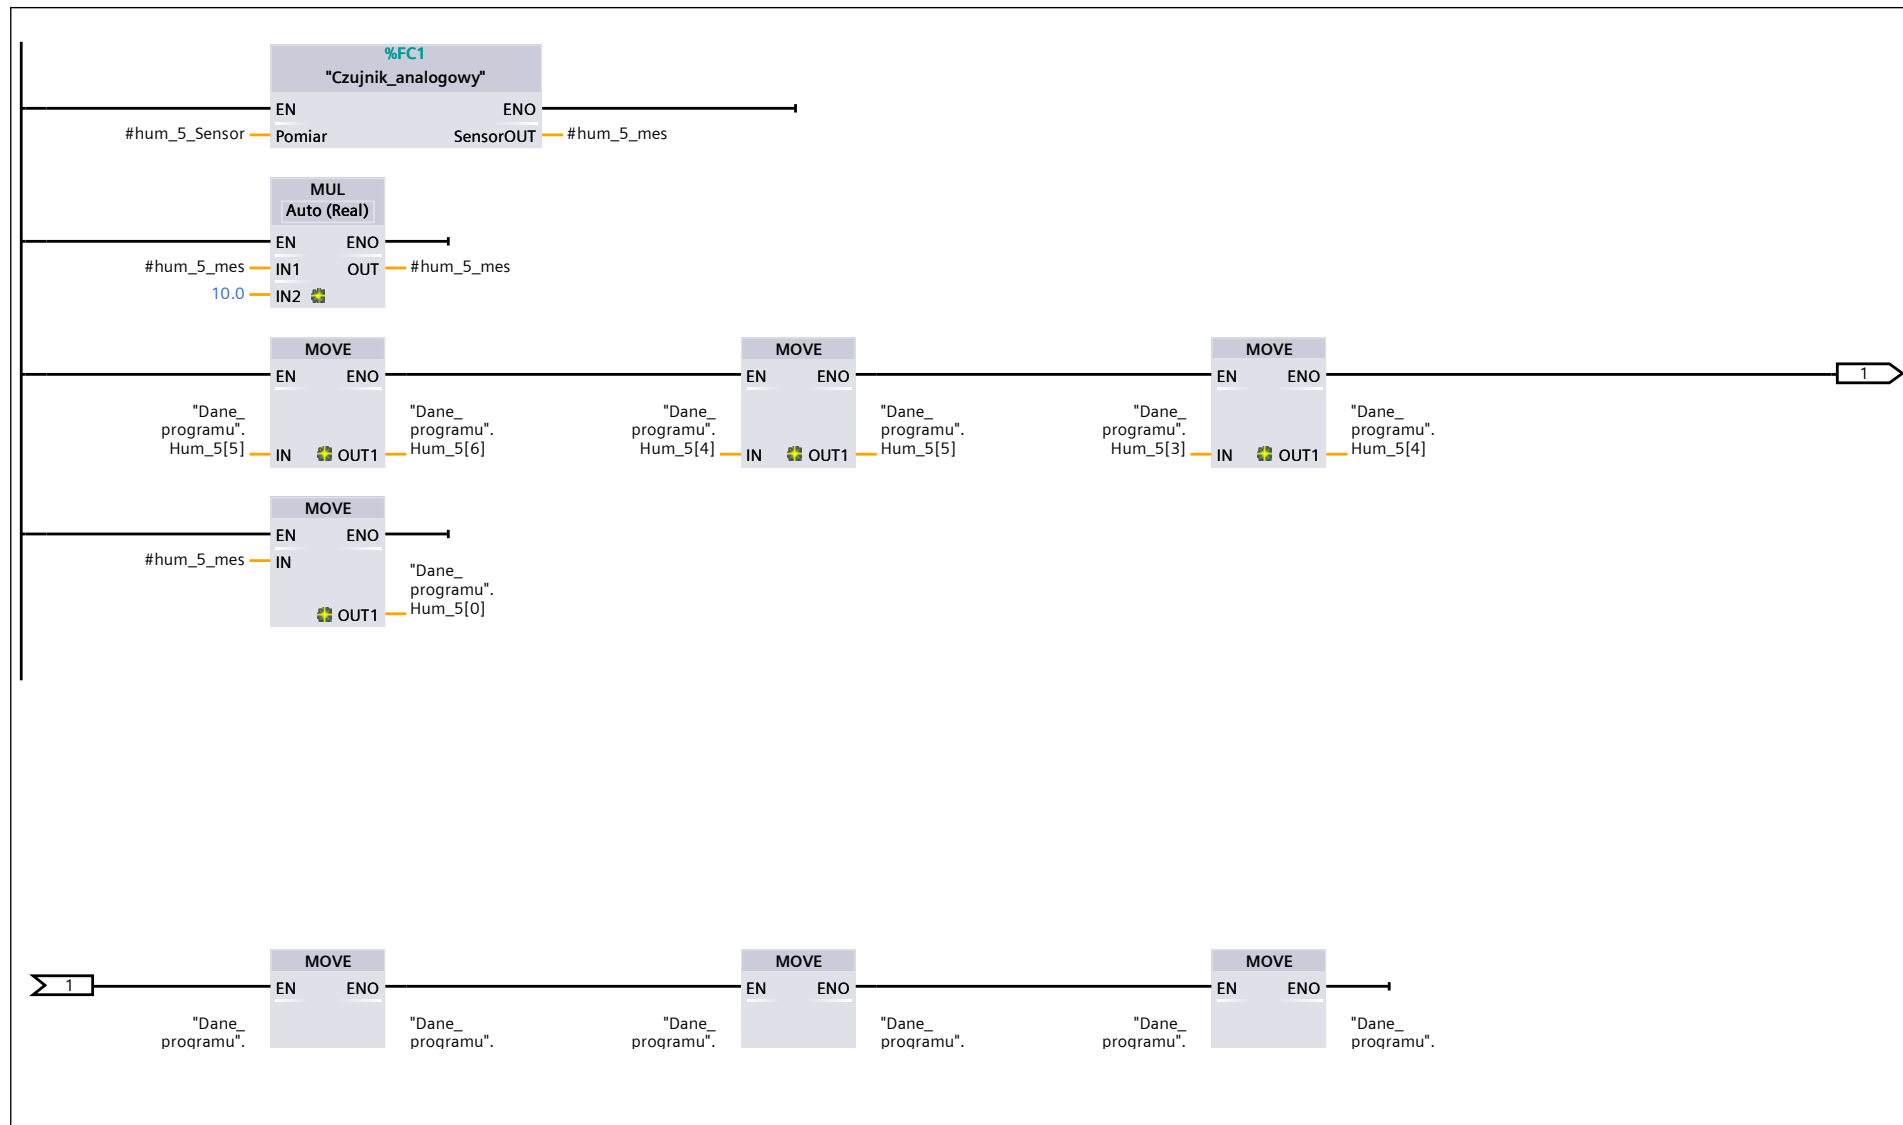 %FC1
"Czujnik_analogowy"
EN ENO
#hum_5_Sensor Pomiar SensorOUT #hum_5_mes
MUL
Auto (Real)
EN ENO
#hum_5_mes IN1 OUT #hum_5_mes
10.0 IN2
MOVE MOVE MOVE
EN ENO EN ENO EN ENO 1
"Dane_ "Dane_ "Dane_ "Dane_ "Dane_ "Dane_
programu". programu". programu". programu". programu". programu".
Hum_5[5] IN OUT1 Hum_5[6] Hum_5[4] IN OUT1 Hum_5[5] Hum_5[3] IN OUT1 Hum_5[4]
MOVE
EN ENO
#hum_5_mes IN
"Dane_
programu".
OUT1 Hum_5[0]
MOVE MOVE MOVE
1 EN ENO EN ENO EN ENO
"Dane_ "Dane_ "Dane_ "Dane_ "Dane_ "Dane_
programu". programu". programu". programu". programu". programu".